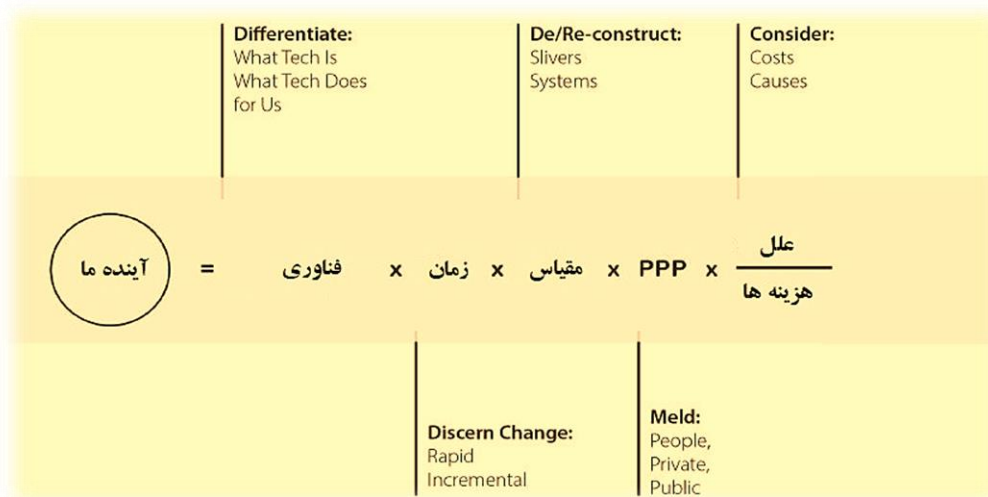 Differentiate:
What Tech Is
What Tech Does
for Us
De/Re-construct:
Slivers
Systems
Consider:
Costs
Causes
آینده ما = فناوری x زمان x مقیاس x PPP x
علل
هزینه ها
Discern Change:
Rapid
Incremental
Meld:
People,
Private,
Public